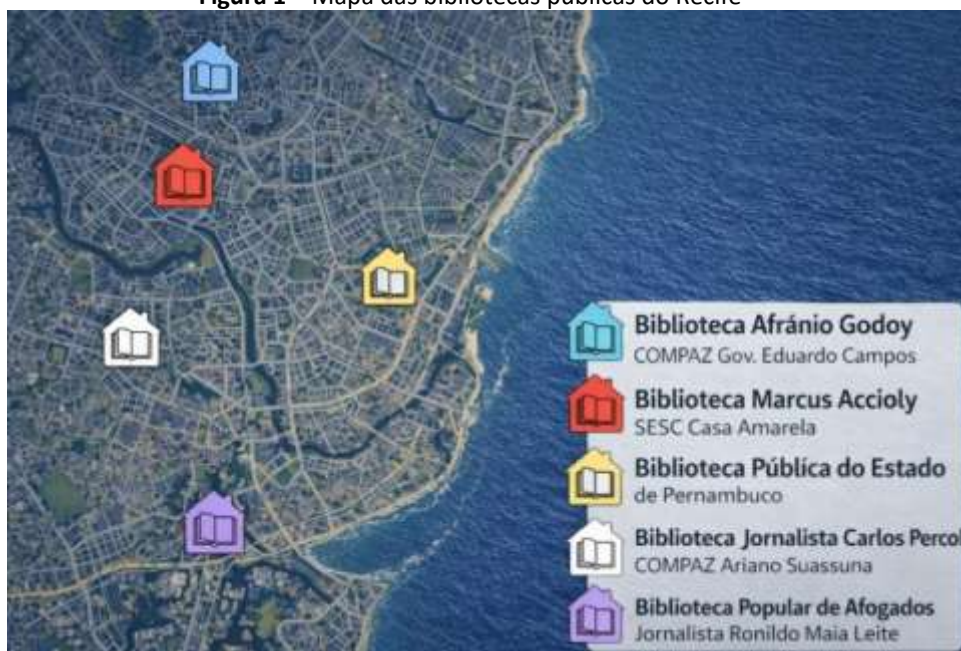 Figura 1 – Mapa das bibliotecas públicas do Recife
Biblioteca Afránio Godoy
COMPAZ Gov. Eduardo Campos
Biblioteca Marcus Accioly
SESC Casa Amarela
Biblioteca Pública do Estado
de Pernambuco
Biblioteca Jornalista Carlos Percol
COMPAZ Ariano Suassuna
Biblioteca Popular de Afogados
Jornalista Ronildo Maia Leite